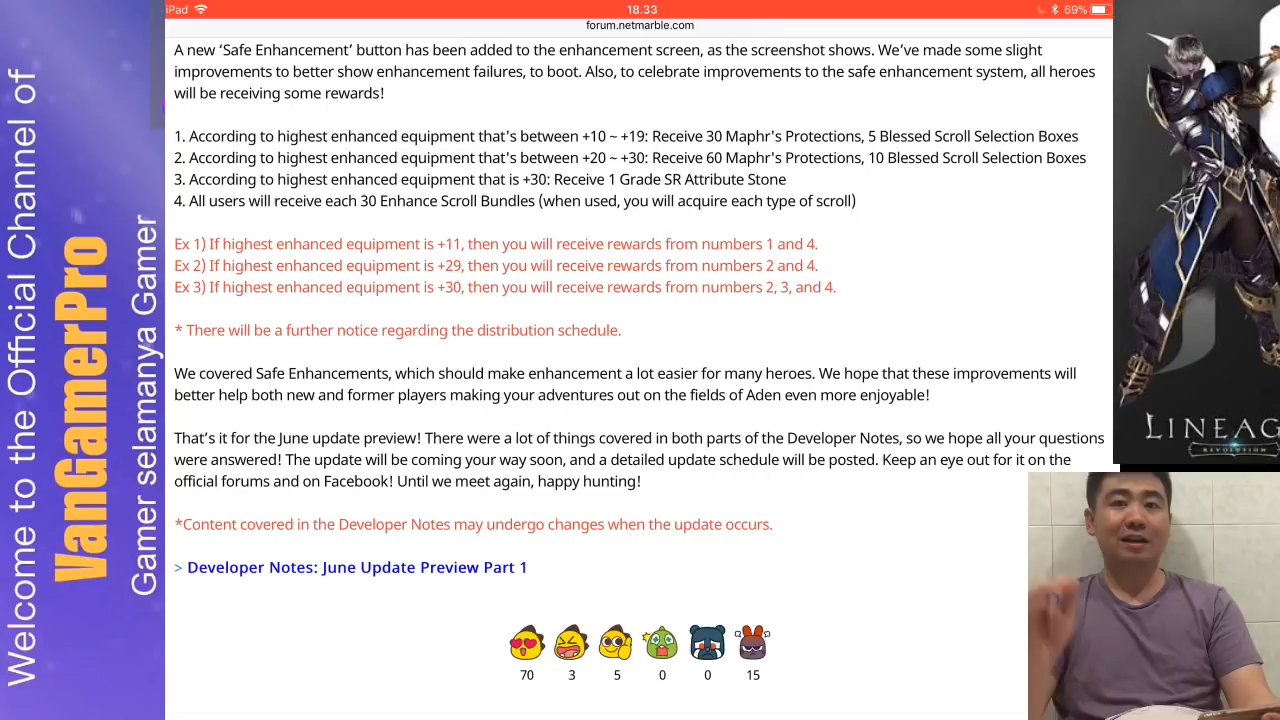 iPad
18.33
69%
forum.netmarble.com
A new ‘Safe Enhancement’ button has been added to the enhancement screen, as the screenshot shows. We’ve made some slight
improvements to better show enhancement failures, to boot. Also, to celebrate improvements to the safe enhancement system, all heroes
will be receiving some rewards!
1. According to highest enhanced equipment that's between +10 ~ +19: Receive 30 Maphr's Protections, 5 Blessed Scroll Selection Boxes
2. According to highest enhanced equipment that's between +20 ~ +30: Receive 60 Maphr's Protections, 10 Blessed Scroll Selection Boxes
3. According to highest enhanced equipment that is +30: Receive 1 Grade SR Attribute Stone
4. All users will receive each 30 Enhance Scroll Bundles (when used, you will acquire each type of scroll)
Ex 1) If highest enhanced equipment is +11, then you will receive rewards from numbers 1 and 4.
Ex 2) If highest enhanced equipment is +29, then you will receive rewards from numbers 2 and 4.
Ex 3) If highest enhanced equipment is +30, then you will receive rewards from numbers 2, 3, and 4.
* There will be a further notice regarding the distribution schedule.
We covered Safe Enhancements, which should make enhancement a lot easier for many heroes. We hope that these improvements will
better help both new and former players making your adventures out on the fields of Aden even more enjoyable!
That’s it for the June update preview! There were a lot of things covered in both parts of the Developer Notes, so we hope all your questions
were answered! The update will be coming your way soon, and a detailed update schedule will be posted. Keep an eye out for it on the
official forums and on Facebook! Until we meet again, happy hunting!
*Content covered in the Developer Notes may undergo changes when the update occurs.
> Developer Notes: June Update Preview Part 1
70
3
5
0
0
15
Welcome to the Official Channel of
VanGamerPro
Gamer selamanya Gamer
LINEAG
REVOLUTION